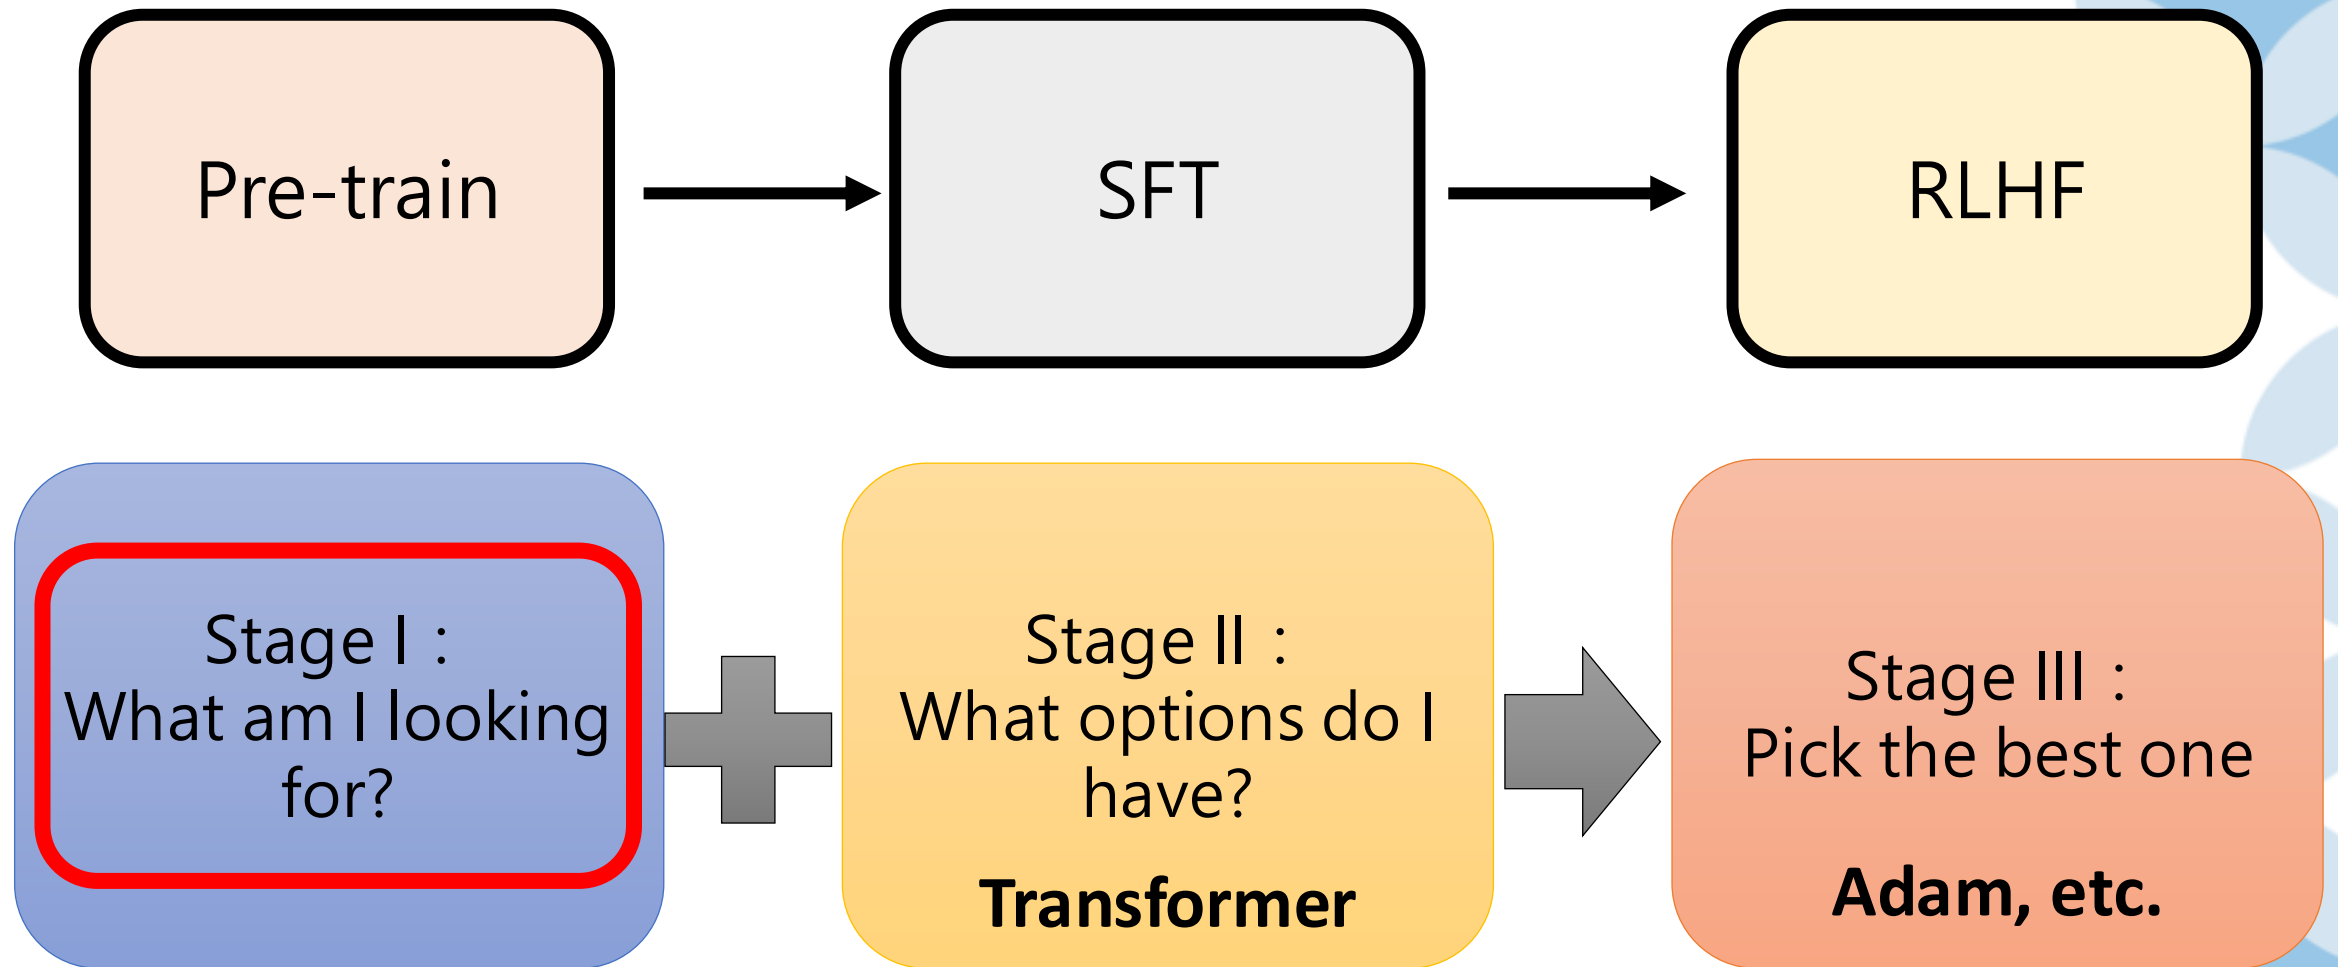 Pre-train
SFT
RLHF
Stage I：
What am I looking
for?
Stage II：
What options do I
have?
Transformer
Stage III：
Pick the best one
Adam, etc.